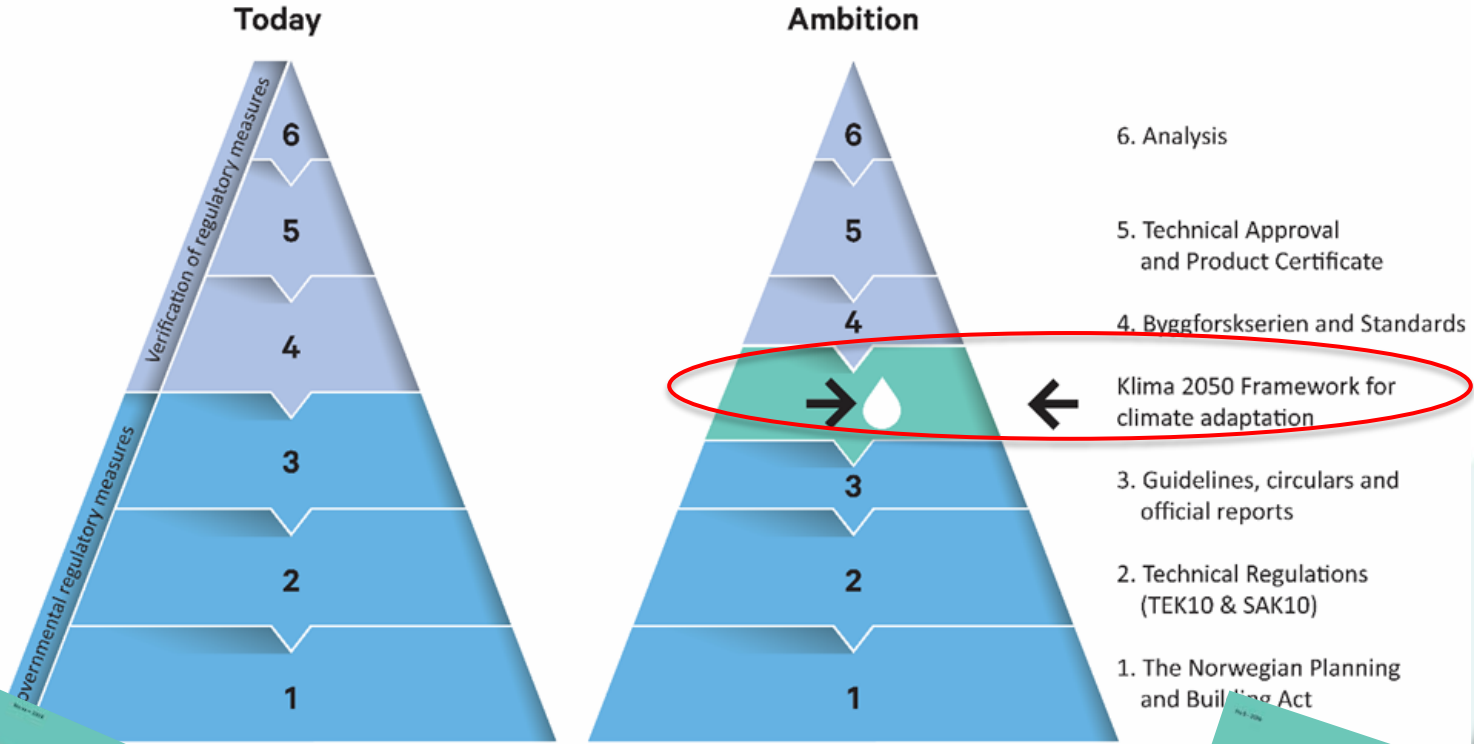 Today
Ambition
Verification of regulatory measures
overnmental regulatory measures
6
5
4
3
2
1
6
5
4
3
2
1
6. Analysis
5. Technical Approval
and Product Certificate
4. Byggforskserien and Standards
Klima 2050 Framework for
climate adaptation
3. Guidelines, circulars and
official reports
2. Technical Regulations
(TEK10 & SAK10)
1. The Norwegian Planning
and Building Act